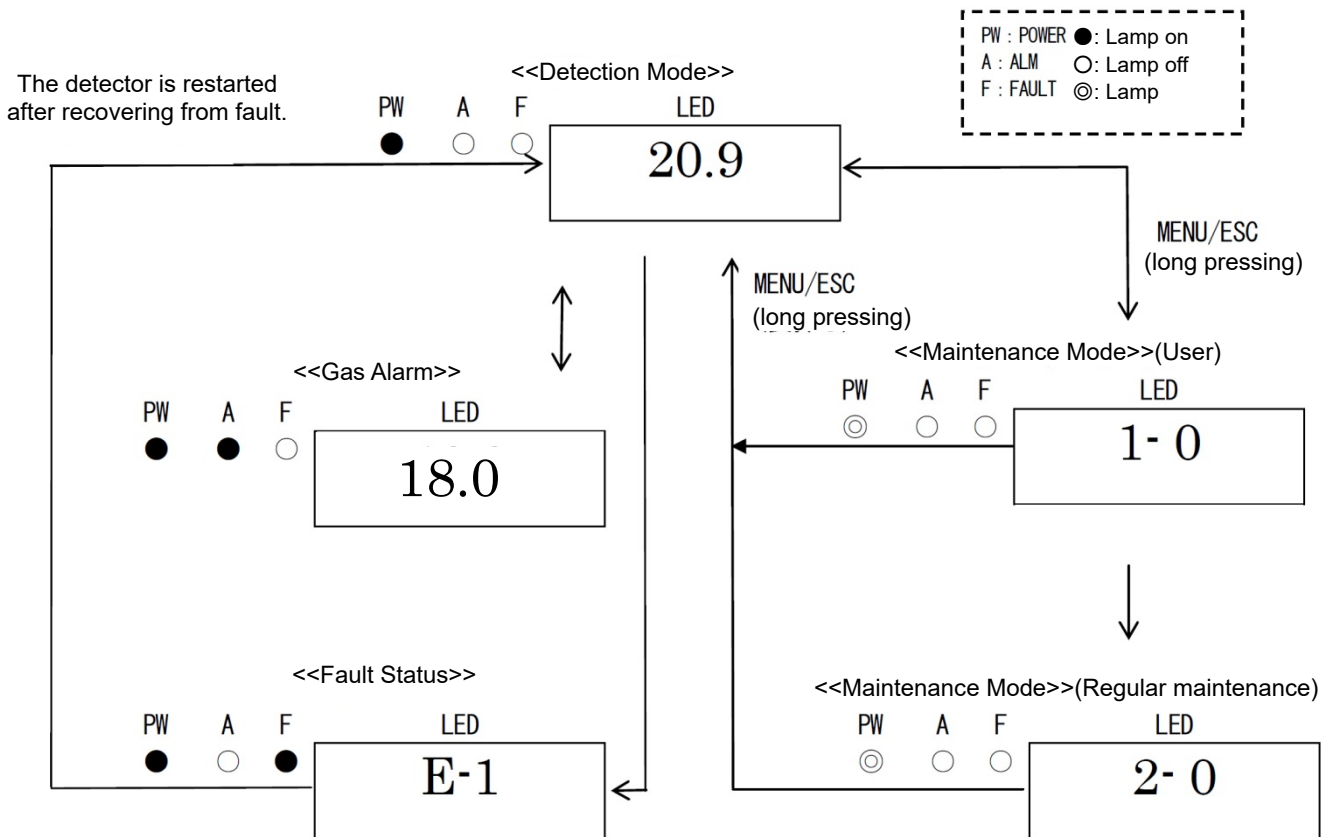 PW : POWER ●: Lamp on
A : ALM ○: Lamp off
F : FAULT ◎: Lamp
The detector is restarted
after recovering from fault.
<<Detection Mode>>
PW A F LED
20.9
MENU/ESC
(long pressing)
MENU/ESC
(long pressing)
<<Gas Alarm>>
PW A F LED
18.0
<<Maintenance Mode>>(User)
PW A F LED
1- 0
<<Fault Status>>
PW A F LED
E-1
<<Maintenance Mode>>(Regular maintenance)
PW A F LED
2- 0